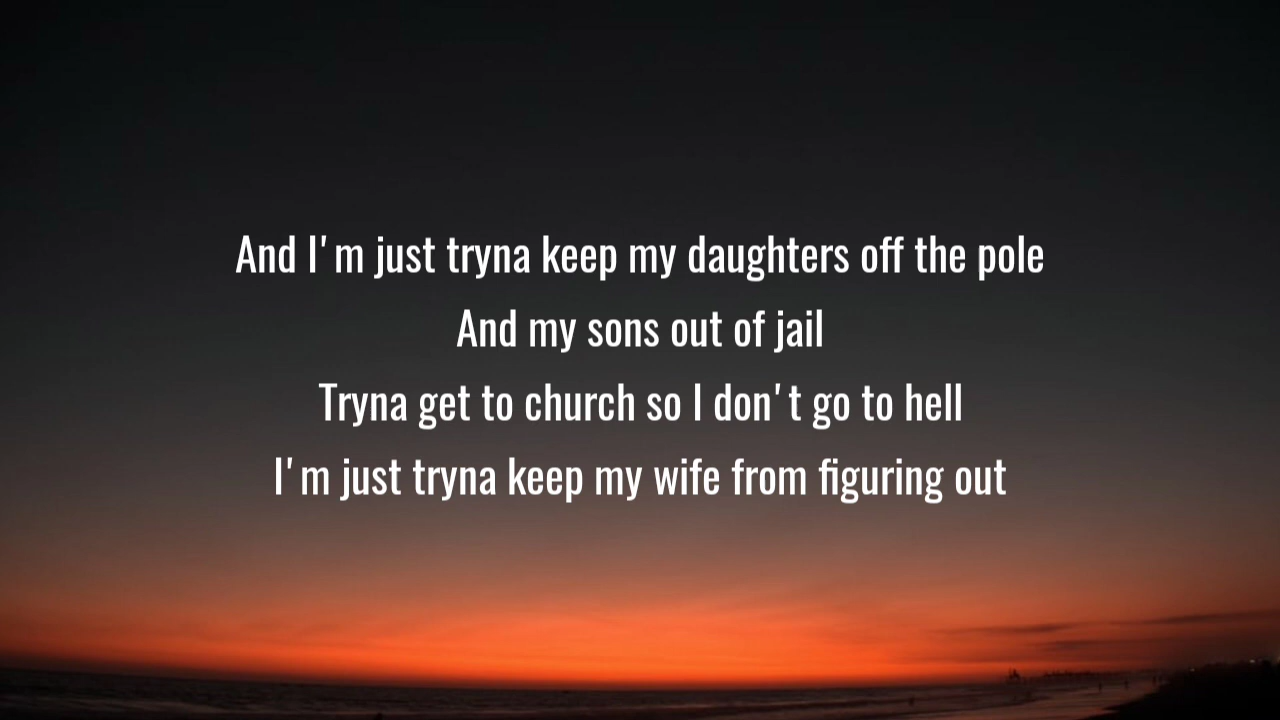 And I'm just tryna keep my daughters off the pole
And my sons out of jail
Tryna get to church so I don't go to hell
I'm just tryna keep my wife from figuring out